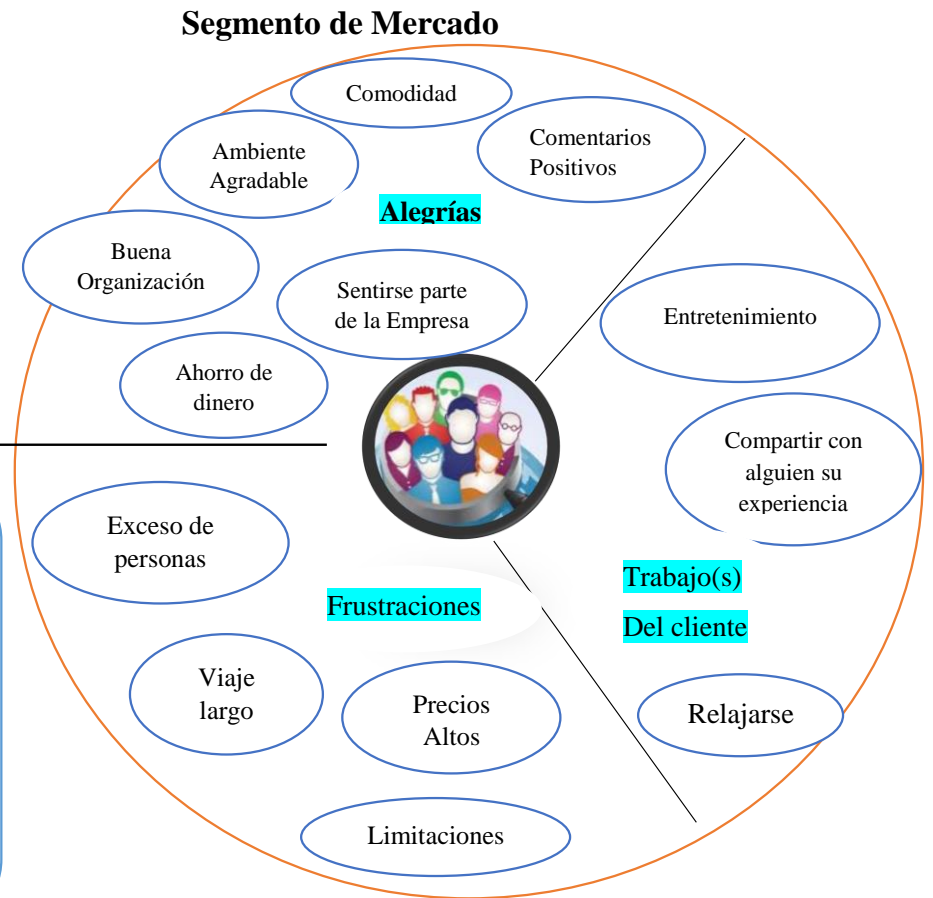 Segmento de Mercado
Comodidad
Comentarios
Positivos
Ambiente
Agradable
Alegrías
Buena
Organización
Sentirse parte
de la Empresa
Ahorro de
dinero
Entretenimiento
Compartir con
alguien su
experiencia
Trabajo(s)
Del cliente
Relajarse
Exceso de
personas
Frustraciones
Viaje
largo
Precios
Altos
Limitaciones